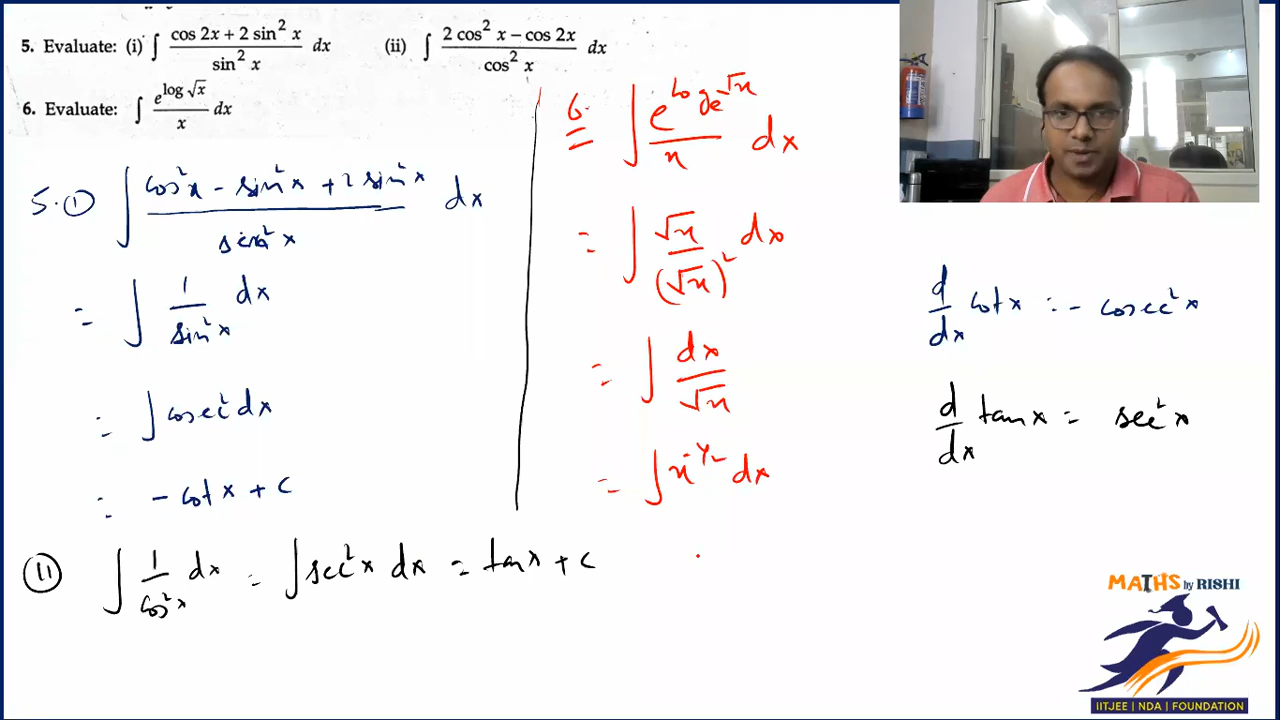 5. Evaluate: (i) ∫ (cos 2x + 2 sin² x)/(sin² x) dx (ii) ∫ (2 cos² x − cos 2x)/(cos² x) dx
6. Evaluate: ∫ e^(log √x)/x dx
5. (i) ∫ (cos²x − sin²x + 2 sin²x)/(sin²x) dx
= ∫ 1/(sin²x) dx
= ∫ cosec² dx
= − cot x + c
(ii) ∫ 1/(cos²x) dx = ∫ sec²x dx = tan x + c
6. ∫ e^(log_e √x)/x dx
= ∫ √x/(√x)² dx
= ∫ dx/√x
= ∫ x^(-1/2) dx
d/dx cot x = − cosec²x
d/dx tan x = sec²x
MATHS by RISHI
IITJEE | NDA | FOUNDATION